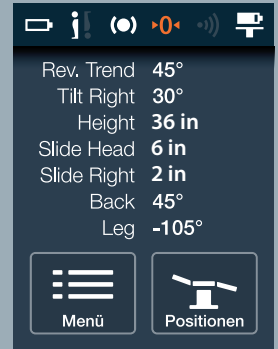 ▸0◂
Rev. Trend 45°
Tilt Right 30°
Height 36 in
Slide Head 6 in
Slide Right 2 in
Back 45°
Leg -105°
Menü
Positionen